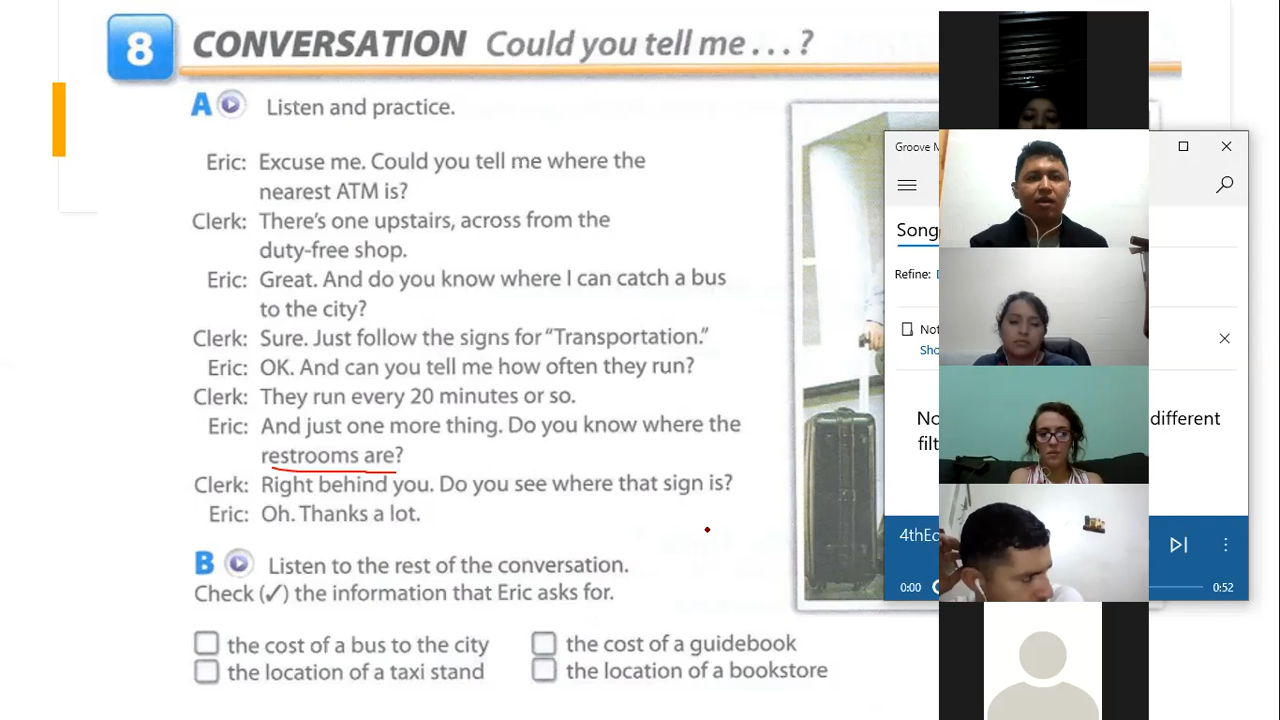 8 CONVERSATION Could you tell me . . . ?
A Listen and practice.
Eric: Excuse me. Could you tell me where the
nearest ATM is?
Clerk: There's one upstairs, across from the
duty-free shop.
Eric: Great. And do you know where I can catch a bus
to the city?
Clerk: Sure. Just follow the signs for “Transportation.”
Eric: OK. And can you tell me how often they run?
Clerk: They run every 20 minutes or so.
Eric: And just one more thing. Do you know where the
restrooms are?
Clerk: Right behind you. Do you see where that sign is?
Eric: Oh. Thanks a lot.
B Listen to the rest of the conversation.
Check (✓) the information that Eric asks for.
the cost of a bus to the city
the location of a taxi stand
the cost of a guidebook
the location of a bookstore
Groove
Song
Refine:
different
0:00
0:52